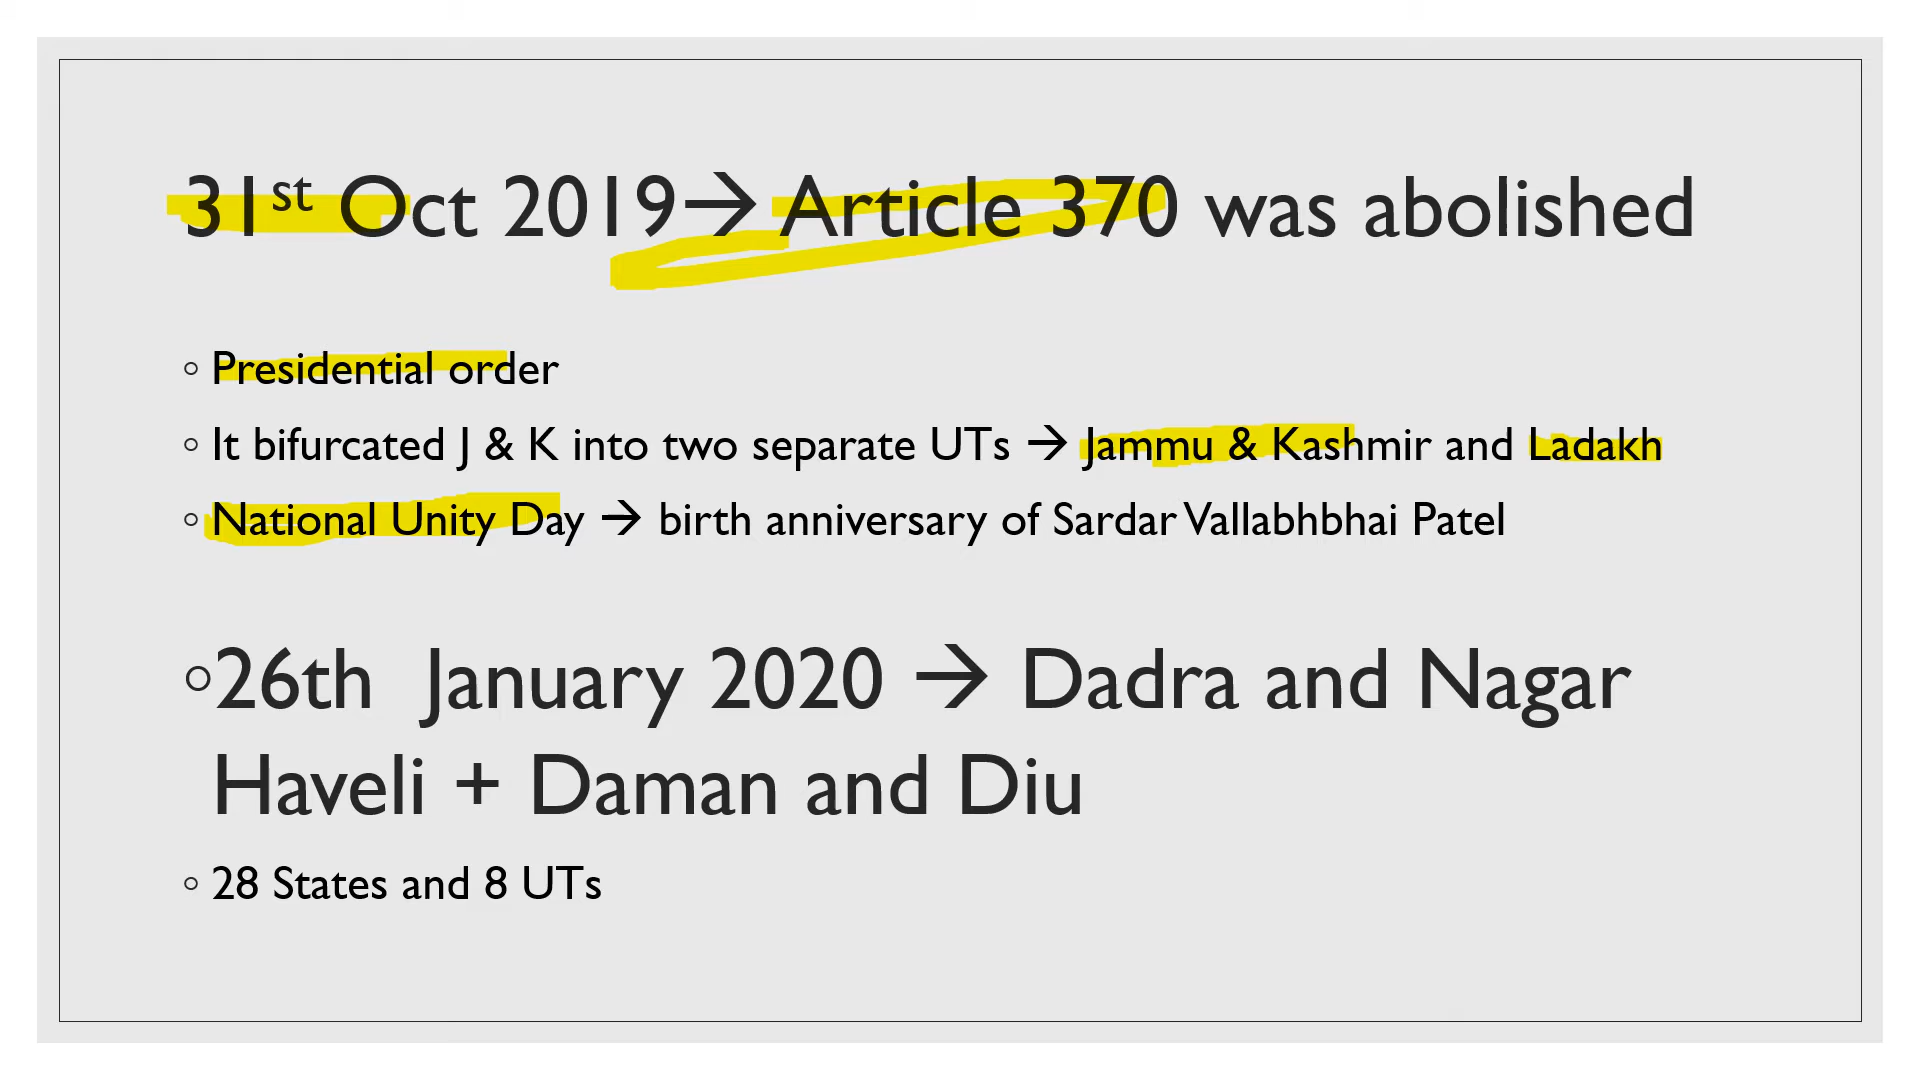 31st Oct 2019→ Article 370 was abolished
◦ Presidential order
◦ It bifurcated J & K into two separate UTs → Jammu & Kashmir and Ladakh
◦ National Unity Day → birth anniversary of Sardar Vallabhbhai Patel
◦26th January 2020 → Dadra and Nagar
Haveli + Daman and Diu
◦ 28 States and 8 UTs